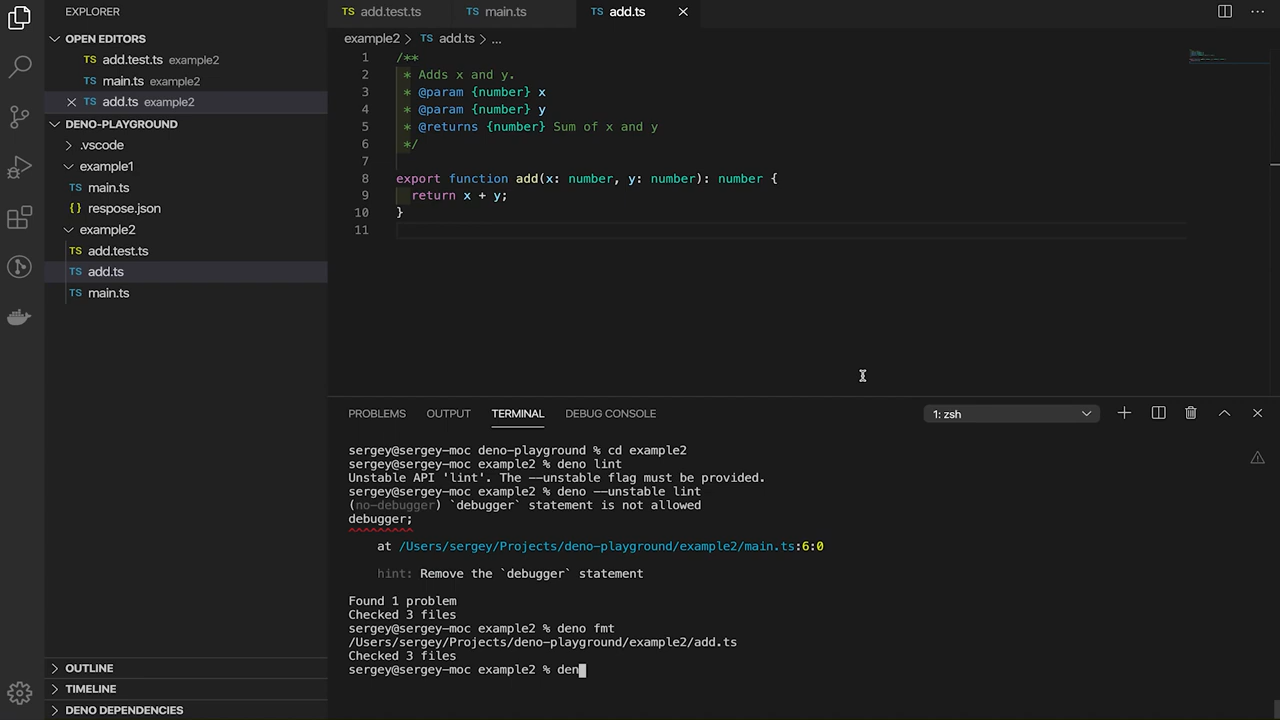 EXPLORER
OPEN EDITORS
TS add.test.ts example2
TS main.ts example2
TS add.ts example2
DENO-PLAYGROUND
.vscode
example1
TS main.ts
{} respose.json
example2
TS add.test.ts
TS add.ts
TS main.ts
OUTLINE
TIMELINE
DENO DEPENDENCIES
TS add.test.ts TS main.ts TS add.ts
example2 > TS add.ts > ...
1 /**
2 * Adds x and y.
3 * @param {number} x
4 * @param {number} y
5 * @returns {number} Sum of x and y
6 */
7
8 export function add(x: number, y: number): number {
9 return x + y;
10 }
11
PROBLEMS OUTPUT TERMINAL DEBUG CONSOLE 1: zsh
sergey@sergey-moc deno-playground % cd example2
sergey@sergey-moc example2 % deno lint
Unstable API 'lint'. The --unstable flag must be provided.
sergey@sergey-moc example2 % deno --unstable lint
(no-debugger) `debugger` statement is not allowed
debugger;
at /Users/sergey/Projects/deno-playground/example2/main.ts:6:0
hint: Remove the `debugger` statement
Found 1 problem
Checked 3 files
sergey@sergey-moc example2 % deno fmt
/Users/sergey/Projects/deno-playground/example2/add.ts
Checked 3 files
sergey@sergey-moc example2 % den